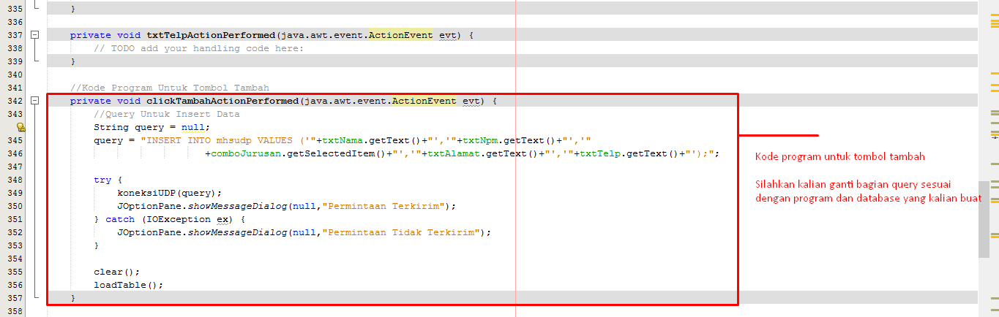 335 }
336
337 private void txtTelpActionPerformed(java.awt.event.ActionEvent evt) {
338 // TODO add your handling code here:
339 }
340
341 //Kode Program Untuk Tombol Tambah
342 private void clickTambahActionPerformed(java.awt.event.ActionEvent evt) {
343 //Query Untuk Insert Data
String query = null;
345 query = "INSERT INTO mhsudp VALUES ('"+txtNama.getText()+"','"+txtNpm.getText()+"','"
346 +comboJurusan.getSelectedItem()+"','"+txtAlamat.getText()+"','"+txtTelp.getText()+"');";
347
348 try {
349 koneksiUDP(query);
350 JOptionPane.showMessageDialog(null,"Permintaan Terkirim");
351 } catch (IOException ex) {
352 JOptionPane.showMessageDialog(null,"Permintaan Tidak Terkirim");
353 }
354
355 clear();
356 loadTable();
357 }
358
Kode program untuk tombol tambah
Silahkan kalian ganti bagian query sesuai
dengan program dan database yang kalian buat